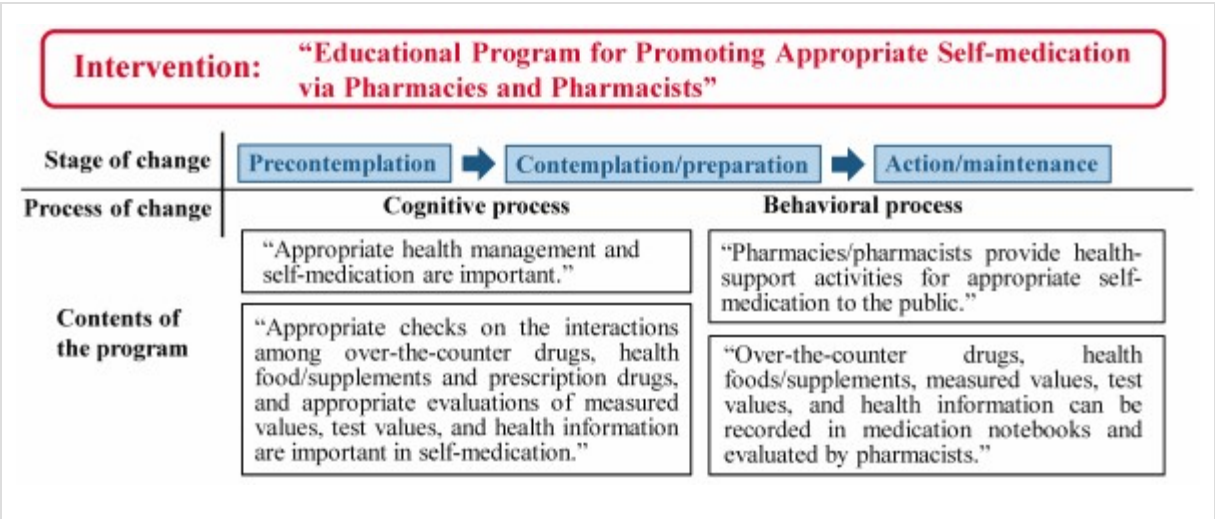 Intervention: “Educational Program for Promoting Appropriate Self-medication
via Pharmacies and Pharmacists”
Stage of change
Precontemplation
Contemplation/preparation
Action/maintenance
Process of change
Cognitive process
Behavioral process
Contents of
the program
“Appropriate health management and
self-medication are important.”
“Appropriate checks on the interactions
among over-the-counter drugs, health
food/supplements and prescription drugs,
and appropriate evaluations of measured
values, test values, and health information
are important in self-medication.”
“Pharmacies/pharmacists provide health-
support activities for appropriate self-
medication to the public.”
“Over-the-counter drugs, health
foods/supplements, measured values, test
values, and health information can be
recorded in medication notebooks and
evaluated by pharmacists.”